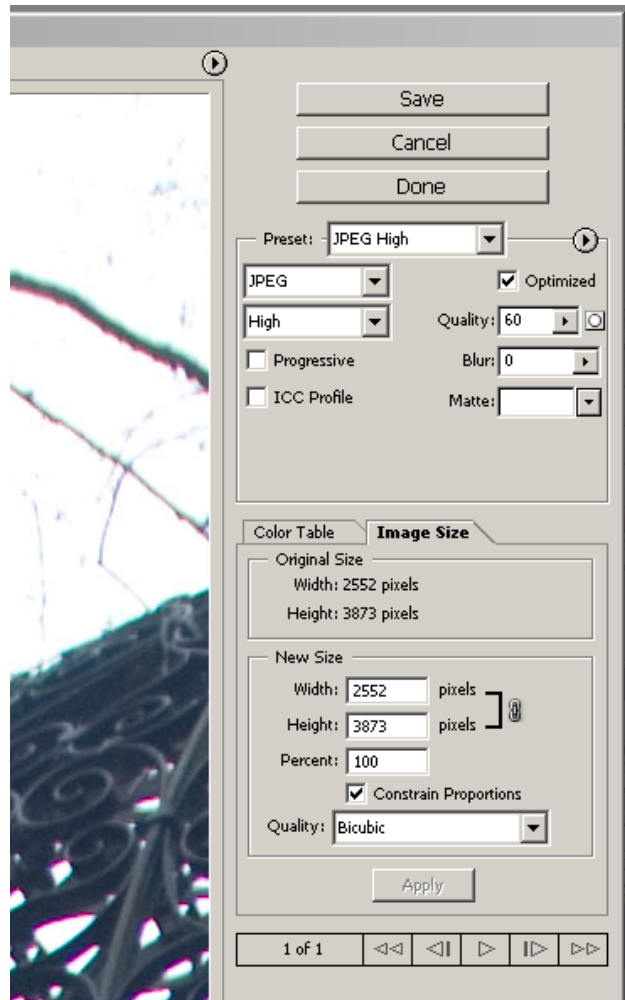 Save
Cancel
Done
Preset: JPEG High
JPEG
Optimized
High
Quality: 60
Progressive
Blur: 0
ICC Profile
Matte:
Color Table
Image Size
Original Size
Width: 2552 pixels
Height: 3873 pixels
New Size
Width: 2552 pixels
Height: 3873 pixels
Percent: 100
Constrain Proportions
Quality: Bicubic
Apply
1 of 1